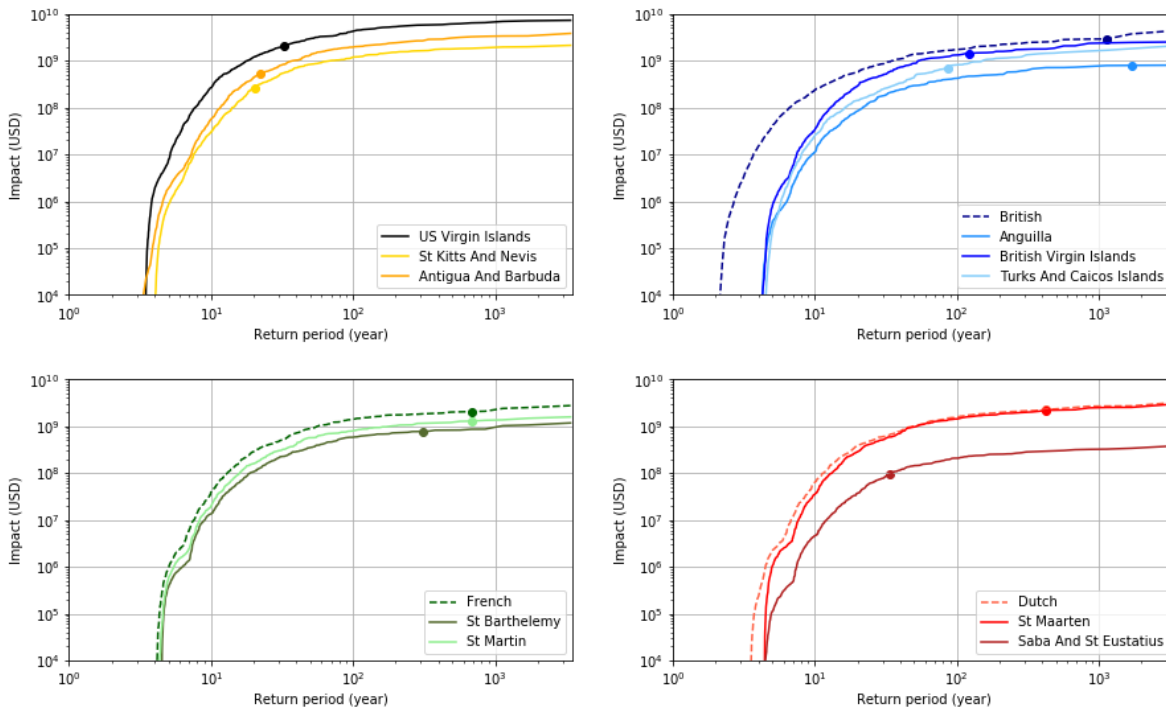 10^10
10^9
10^8
10^7
10^6
10^5
10^4
Impact (USD)
US Virgin Islands
St Kitts And Nevis
Antigua And Barbuda
10^0 10^1 10^2 10^3
Return period (year)
10^10
10^9
10^8
10^7
10^6
10^5
10^4
Impact (USD)
British
Anguilla
British Virgin Islands
Turks And Caicos Islands
10^0 10^1 10^2 10^3
Return period (year)
10^10
10^9
10^8
10^7
10^6
10^5
10^4
Impact (USD)
French
St Barthelemy
St Martin
10^0 10^1 10^2 10^3
Return period (year)
10^10
10^9
10^8
10^7
10^6
10^5
10^4
Impact (USD)
Dutch
St Maarten
Saba And St Eustatius
10^0 10^1 10^2 10^3
Return period (year)